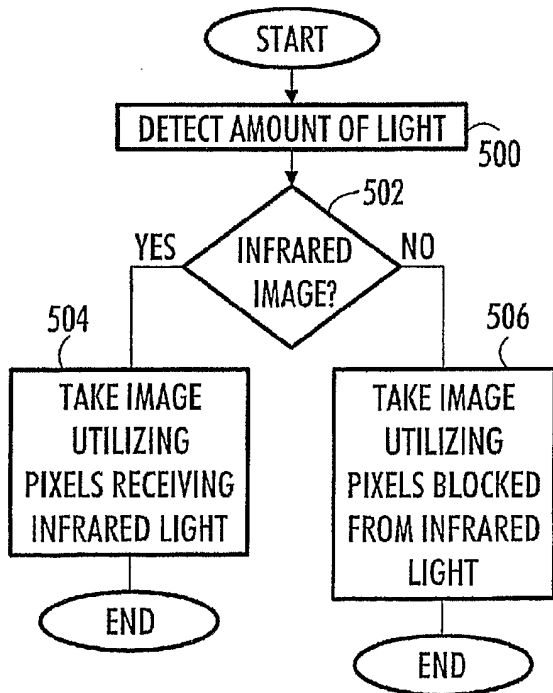 START
DETECT AMOUNT OF LIGHT
500
502
YES
INFRARED
IMAGE?
NO
504
TAKE IMAGE
UTILIZING
PIXELS RECEIVING
INFRARED LIGHT
END
506
TAKE IMAGE
UTILIZING
PIXELS BLOCKED
FROM INFRARED
LIGHT
END